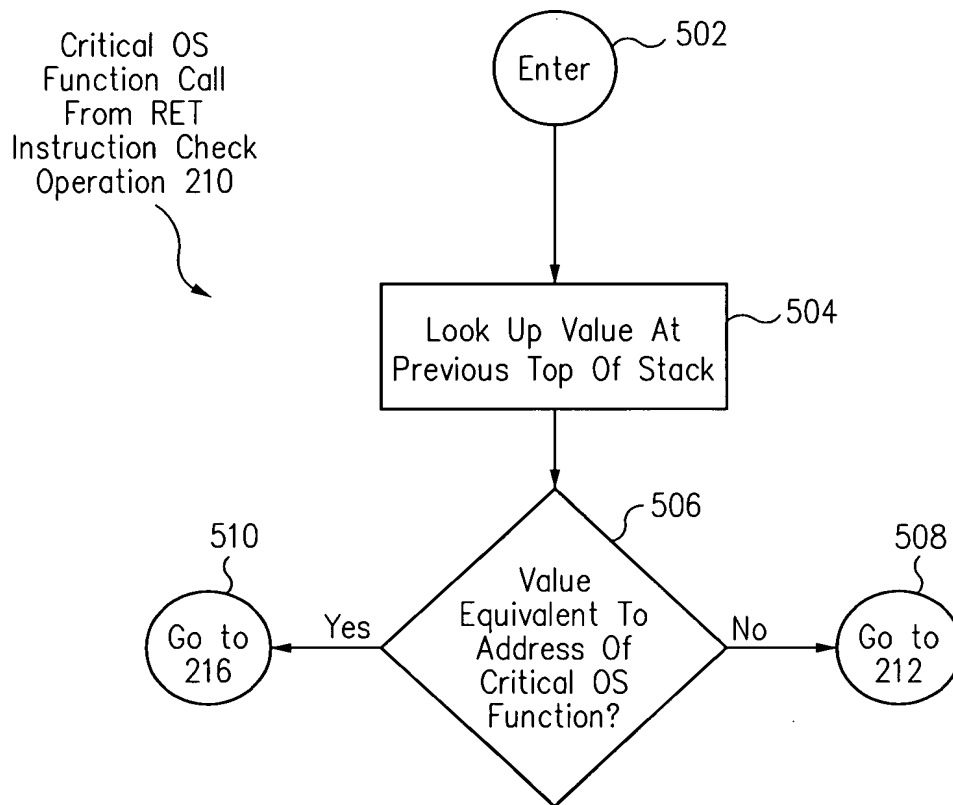 Critical OS
Function Call
From RET
Instruction Check
Operation 210
502
Enter
504
Look Up Value At
Previous Top Of Stack
506
Value
Equivalent To
Address Of
Critical OS
Function?
510
Yes
Go to
216
No
508
Go to
212